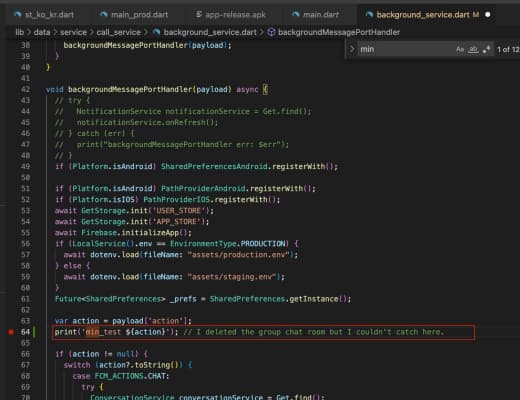 st_ko_kr.dart main_prod.dart app-release.apk main.dart background_service.dart M
lib > data > service > call_service > background_service.dart > backgroundMessagePortHandler
min Aa ab 1 of 12
38 backgroundMessagePortHandler(payload);
39 }
40 }
41
42 void backgroundMessagePortHandler(payload) async {
43 // try {
44 // NotificationService notificationService = Get.find();
45 // notificationService.onRefresh();
46 // } catch (err) {
47 // print("backgroundMessagePortHandler err: $err");
48 // }
49 if (Platform.isAndroid) SharedPreferencesAndroid.registerWith();
50
51 if (Platform.isAndroid) PathProviderAndroid.registerWith();
52 if (Platform.isIOS) PathProviderIOS.registerWith();
53 await GetStorage.init('USER_STORE');
54 await GetStorage.init('APP_STORE');
55 await Firebase.initializeApp();
56 if (LocalService().env == EnvironmentType.PRODUCTION) {
57 await dotenv.load(fileName: "assets/production.env");
58 } else {
59 await dotenv.load(fileName: "assets/staging.env");
60 }
61 Future<SharedPreferences> _prefs = SharedPreferences.getInstance();
62
63 var action = payload['action'];
64 print('min_test ${action}'); // I deleted the group chat room but I couldn't catch here.
65
66 if (action != null) {
67 switch (action?.toString()) {
68 case FCM_ACTIONS.CHAT:
69 try {
70 ConversationService conversationService = Get.find();